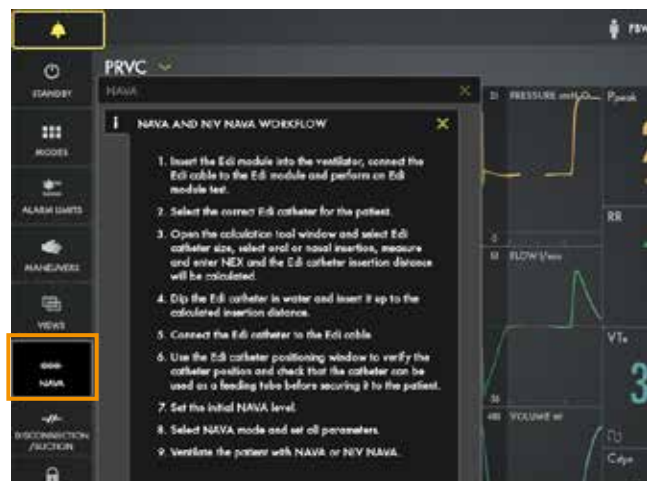 STANDBY
MODES
ALARM LIMITS
MANEUVERS
VIEWS
NAVA
DISCONNECTION
/SUCTION
PRVC
NAVA
i NAVA AND NIV NAVA WORKFLOW
1. Insert the Edi module into the ventilator, connect the
Edi cable to the Edi module and perform an Edi
module test.
2. Select the correct Edi catheter for the patient.
3. Open the calculation tool window and select Edi
catheter size, select oral or nasal insertion, measure
and enter NEX and the Edi catheter insertion distance
will be calculated.
4. Dip the Edi catheter in water and insert it up to the
calculated insertion distance.
5. Connect the Edi catheter to the Edi cable.
6. Use the Edi catheter positioning window to verify the
catheter position and check that the catheter can be
used as a feeding tube before securing it to the patient.
7. Set the initial NAVA level.
8. Select NAVA mode and set all parameters.
9. Ventilate the patient with NAVA or NIV NAVA.
PRESSURE cmH2O
Ppeak
0
RR
FLOW l/min
VTe
3
VOLUME ml